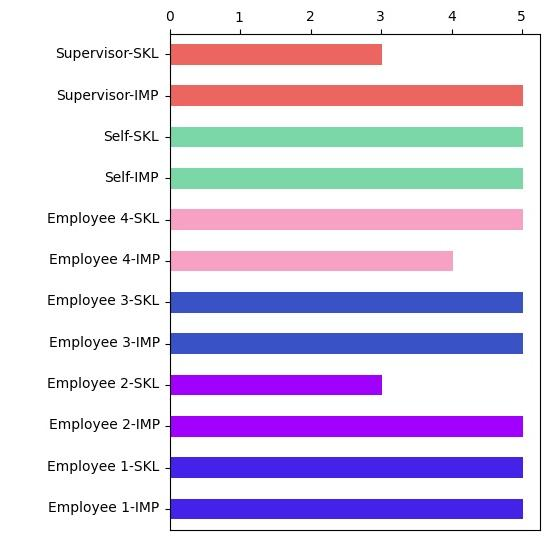 0 1 2 3 4 5
Supervisor-SKL
Supervisor-IMP
Self-SKL
Self-IMP
Employee 4-SKL
Employee 4-IMP
Employee 3-SKL
Employee 3-IMP
Employee 2-SKL
Employee 2-IMP
Employee 1-SKL
Employee 1-IMP